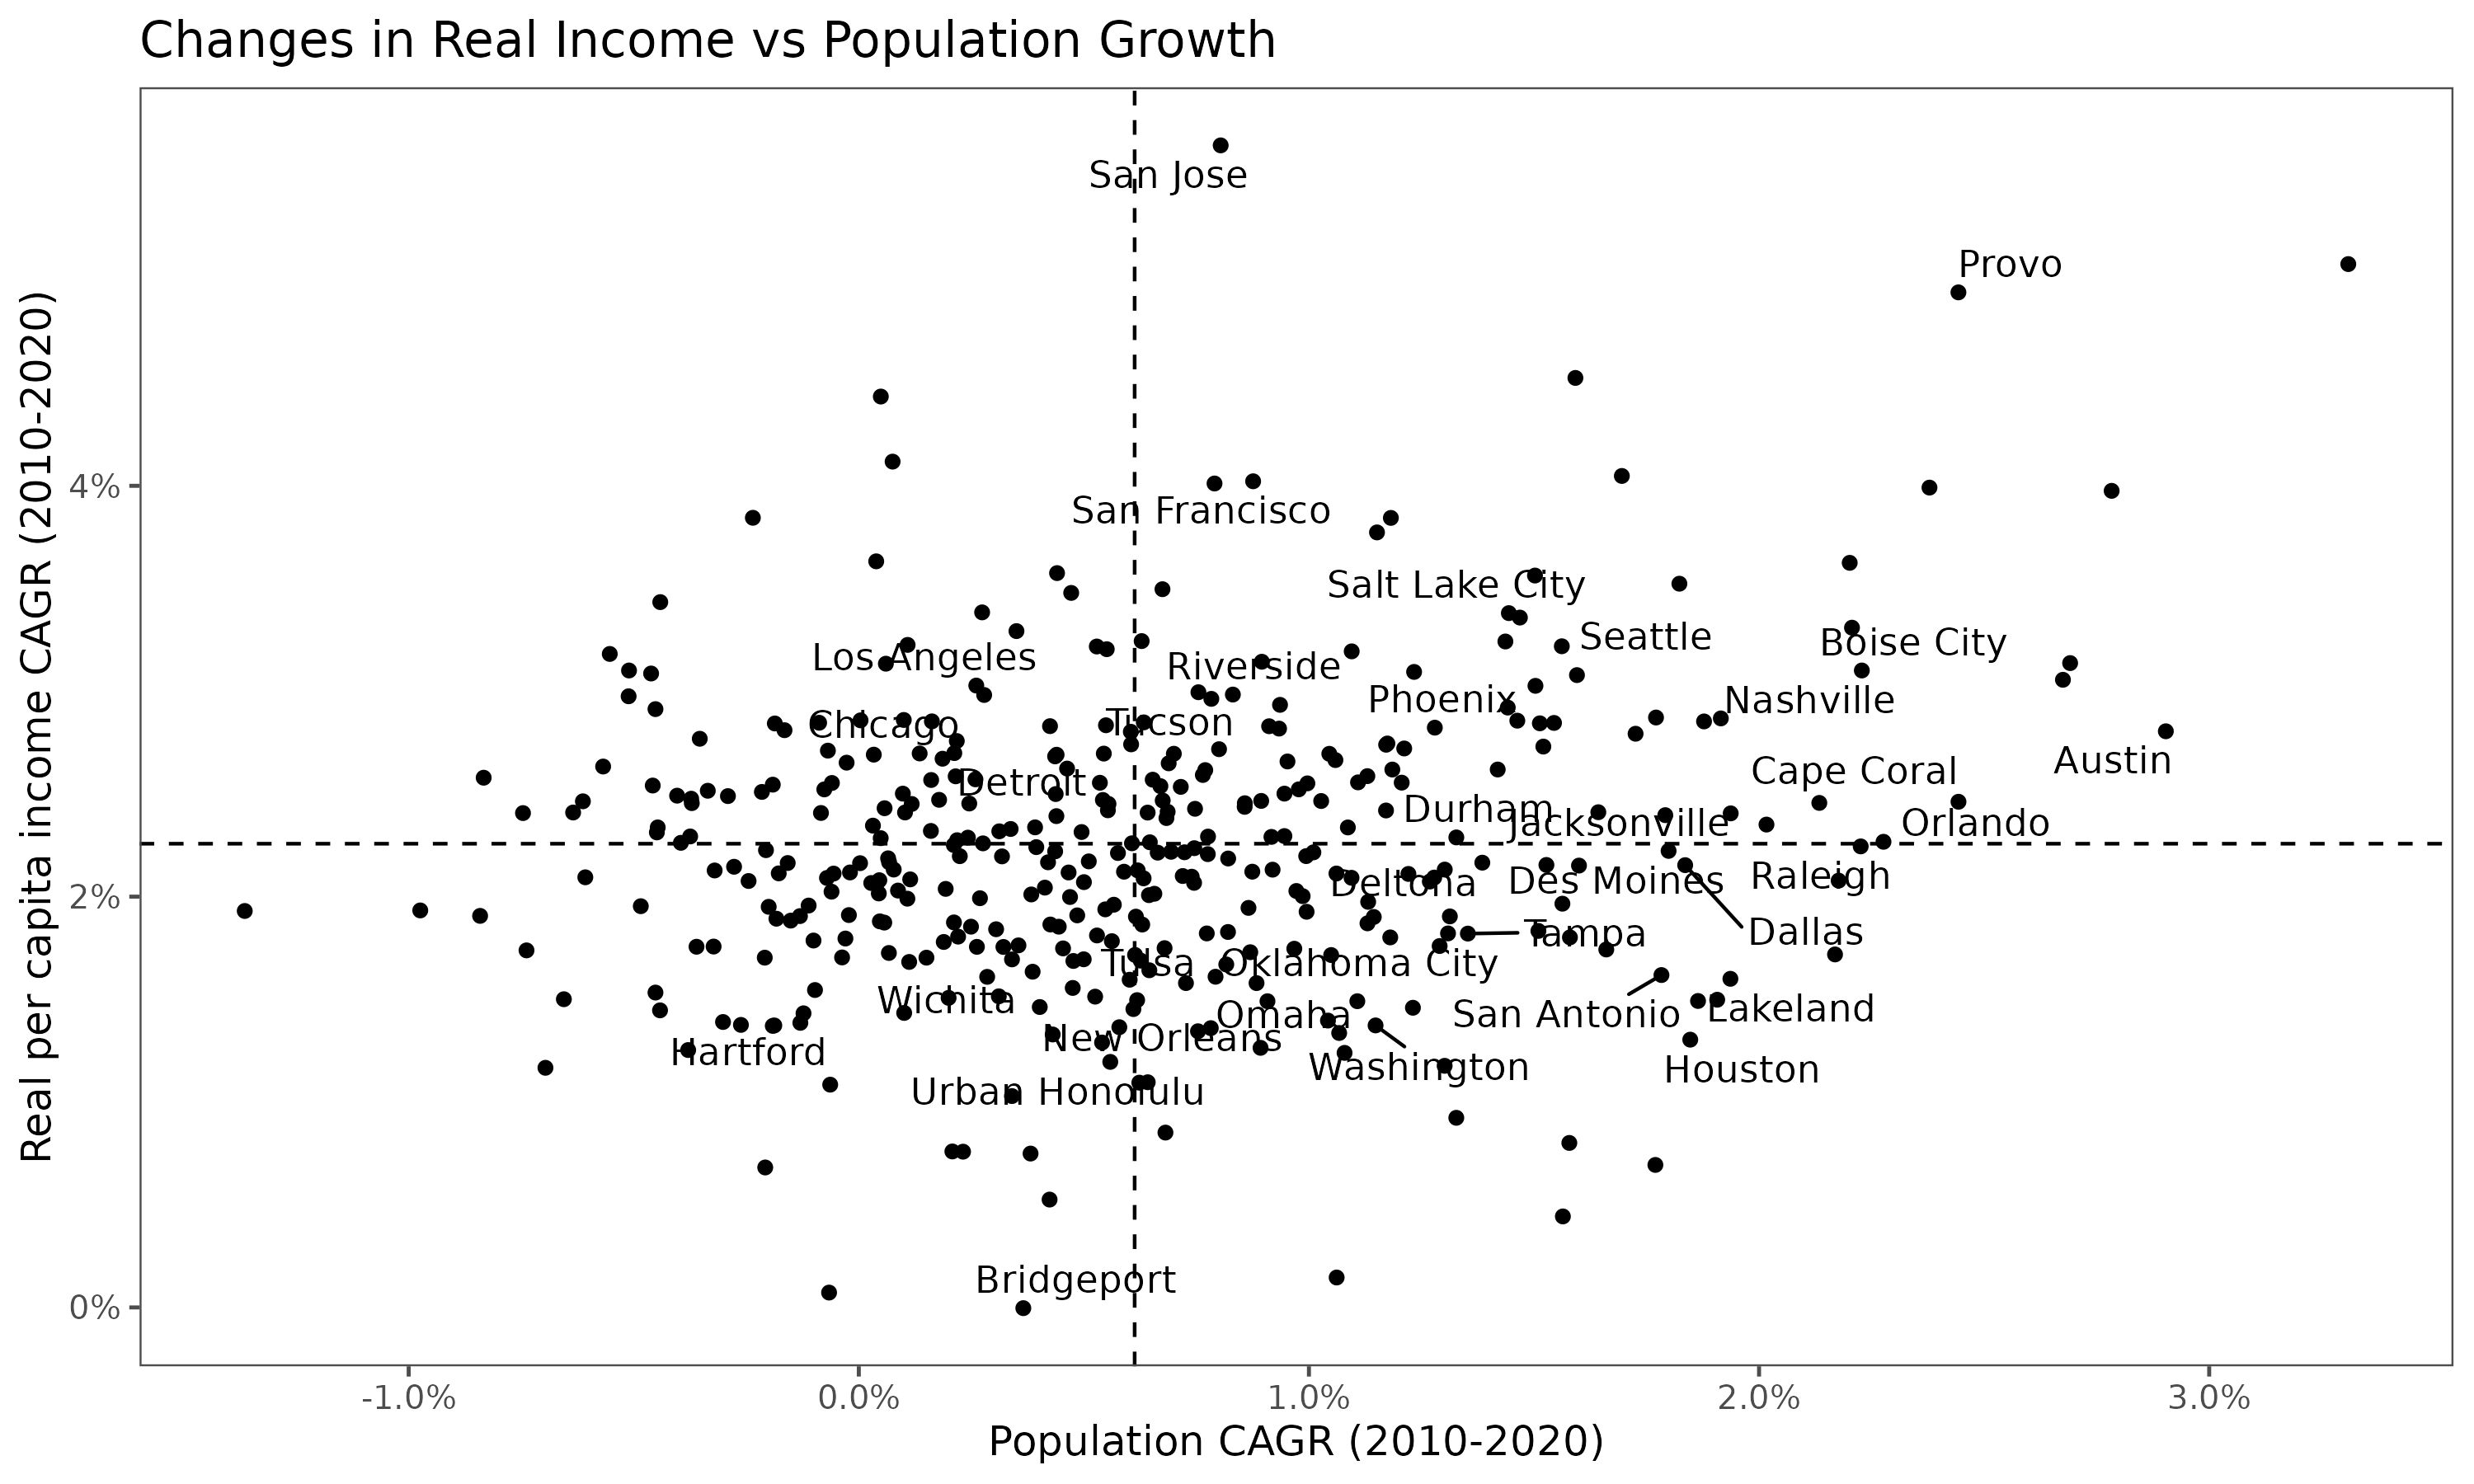 Changes in Real Income vs Population Growth
San Jose
Provo
4%
San Francisco
Salt Lake City
Seattle
Boise City
Los Angeles
Riverside
Phoenix
Nashville
Chicago
Tucson
Austin
Detroit
Cape Coral
Durham
Jacksonville
Orlando
2%
Deltona
Des Moines
Raleigh
Tampa
Dallas
Tulsa
Oklahoma City
Wichita
Omaha
San Antonio
Lakeland
Hartford
New Orleans
Washington
Houston
Urban Honolulu
Bridgeport
0%
-1.0%
0.0%
1.0%
2.0%
3.0%
Population CAGR (2010-2020)
Real per capita income CAGR (2010-2020)